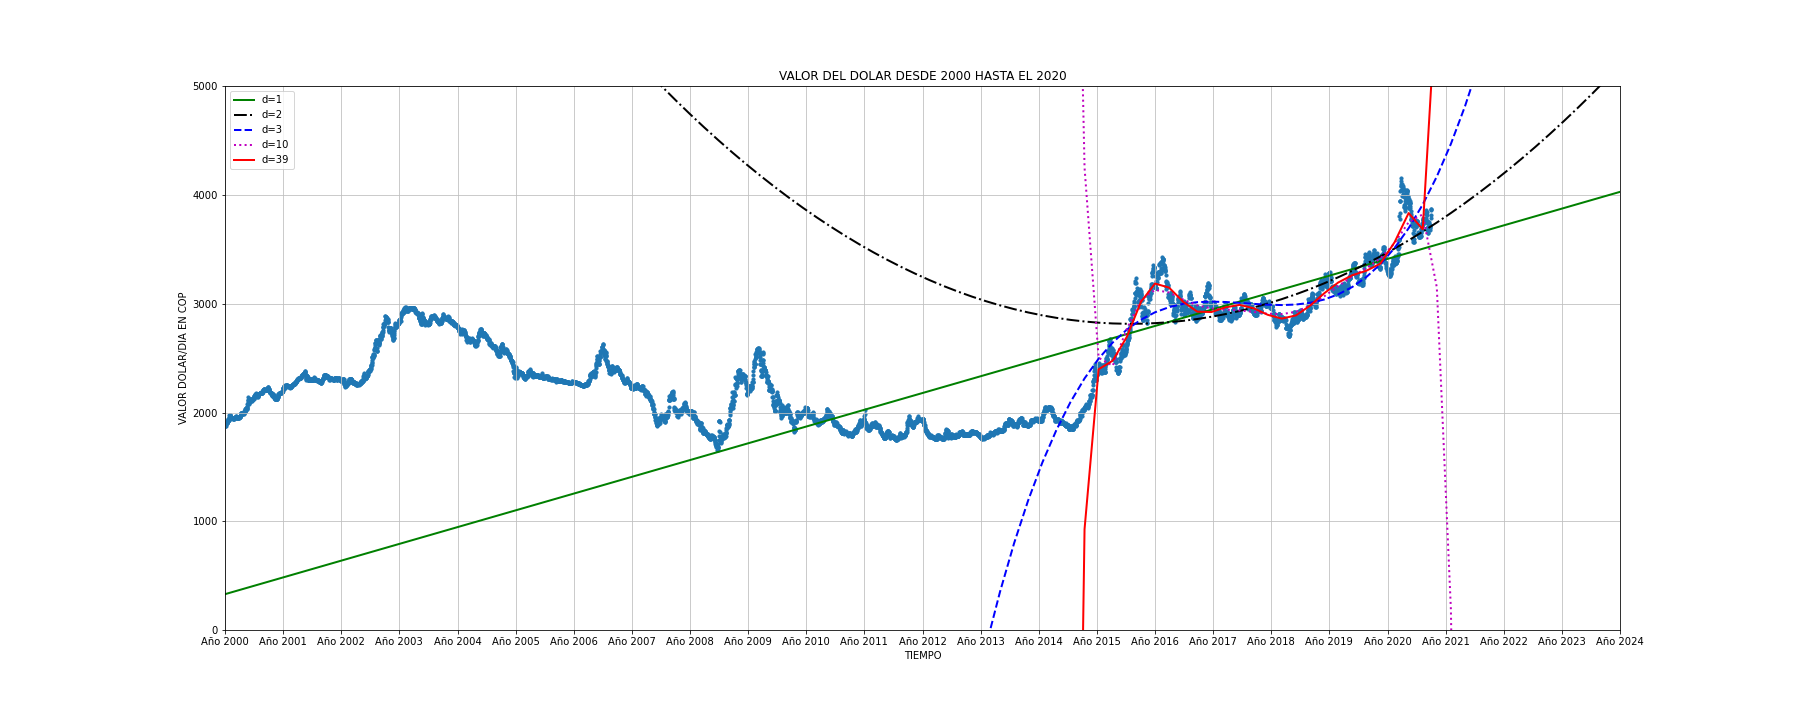 VALOR DEL DOLAR DESDE 2000 HASTA EL 2020
d=1
d=2
d=3
d=10
d=39
5000
4000
3000
2000
1000
0
VALOR DOLAR/DIA EN COP
Año 2000 Año 2001 Año 2002 Año 2003 Año 2004 Año 2005 Año 2006 Año 2007 Año 2008 Año 2009 Año 2010 Año 2011 Año 2012 Año 2013 Año 2014 Año 2015 Año 2016 Año 2017 Año 2018 Año 2019 Año 2020 Año 2021 Año 2022 Año 2023 Año 2024
TIEMPO